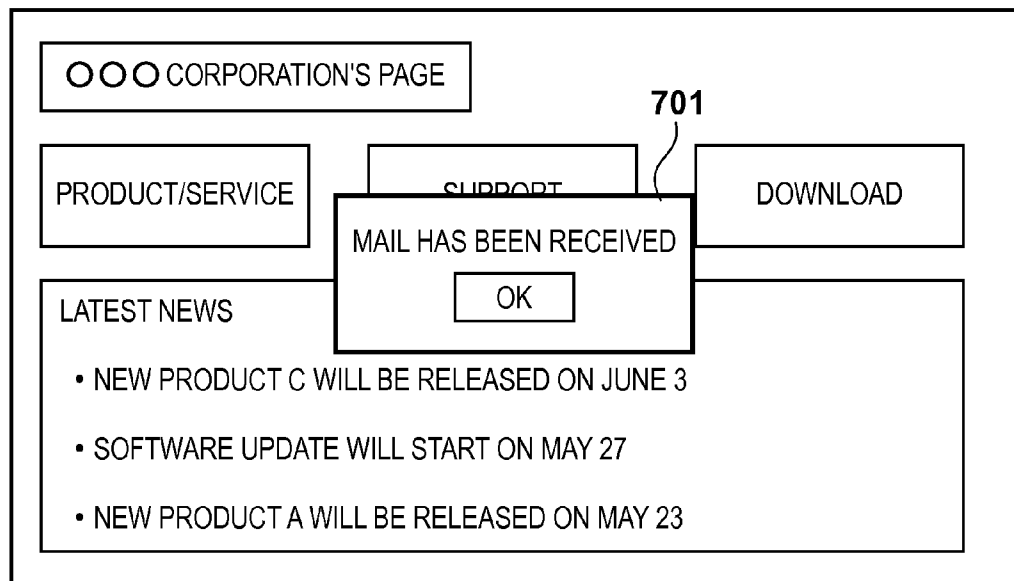 ○○○ CORPORATION'S PAGE
701
PRODUCT/SERVICE
SUPPORT
DOWNLOAD
MAIL HAS BEEN RECEIVED
OK
LATEST NEWS
• NEW PRODUCT C WILL BE RELEASED ON JUNE 3
• SOFTWARE UPDATE WILL START ON MAY 27
• NEW PRODUCT A WILL BE RELEASED ON MAY 23